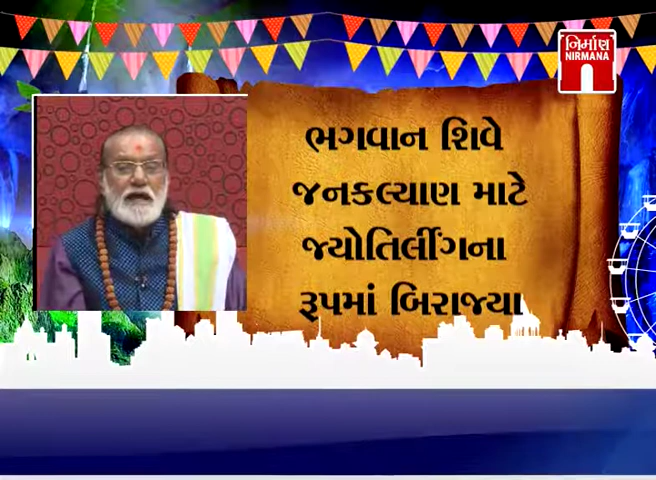 નિર્માણ
NIRMANA
ભગવાન શિવે
જનકલ્યાણ માટે
જ્યોતિર્લીંગના
રૂપમાં બિરાજ્યા